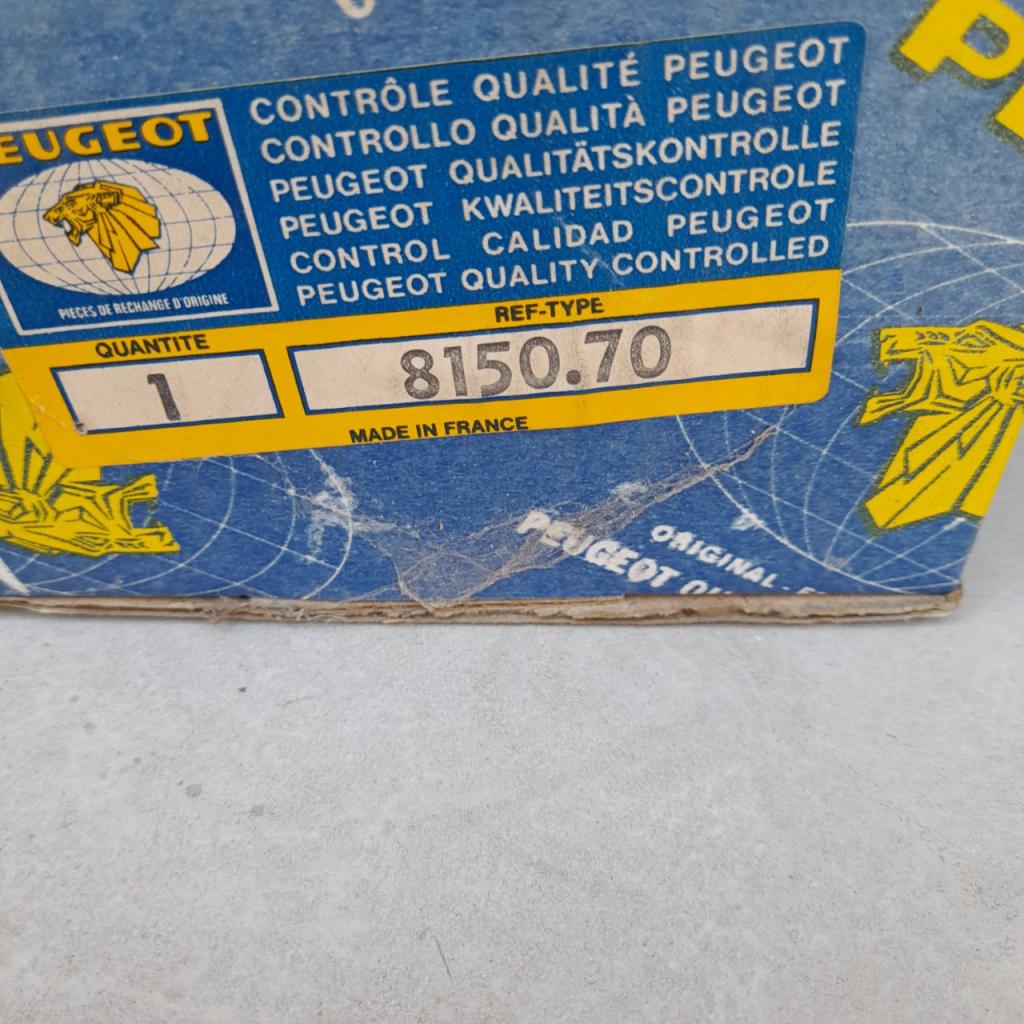 CONTRÔLE QUALITÉ PEUGEOT
CONTROLLO QUALITÀ PEUGEOT
PEUGEOT QUALITÄTSKONTROLLE
PEUGEOT KWALITEITSCONTROLE
CONTROL CALIDAD PEUGEOT
PEUGEOT QUALITY CONTROLLED
EUGEOT
PIECES DE RECHANGE D'ORIGINE
QUANTITE
1
REF-TYPE
8150.70
MADE IN FRANCE
ORIGINAL
PEUGEOT